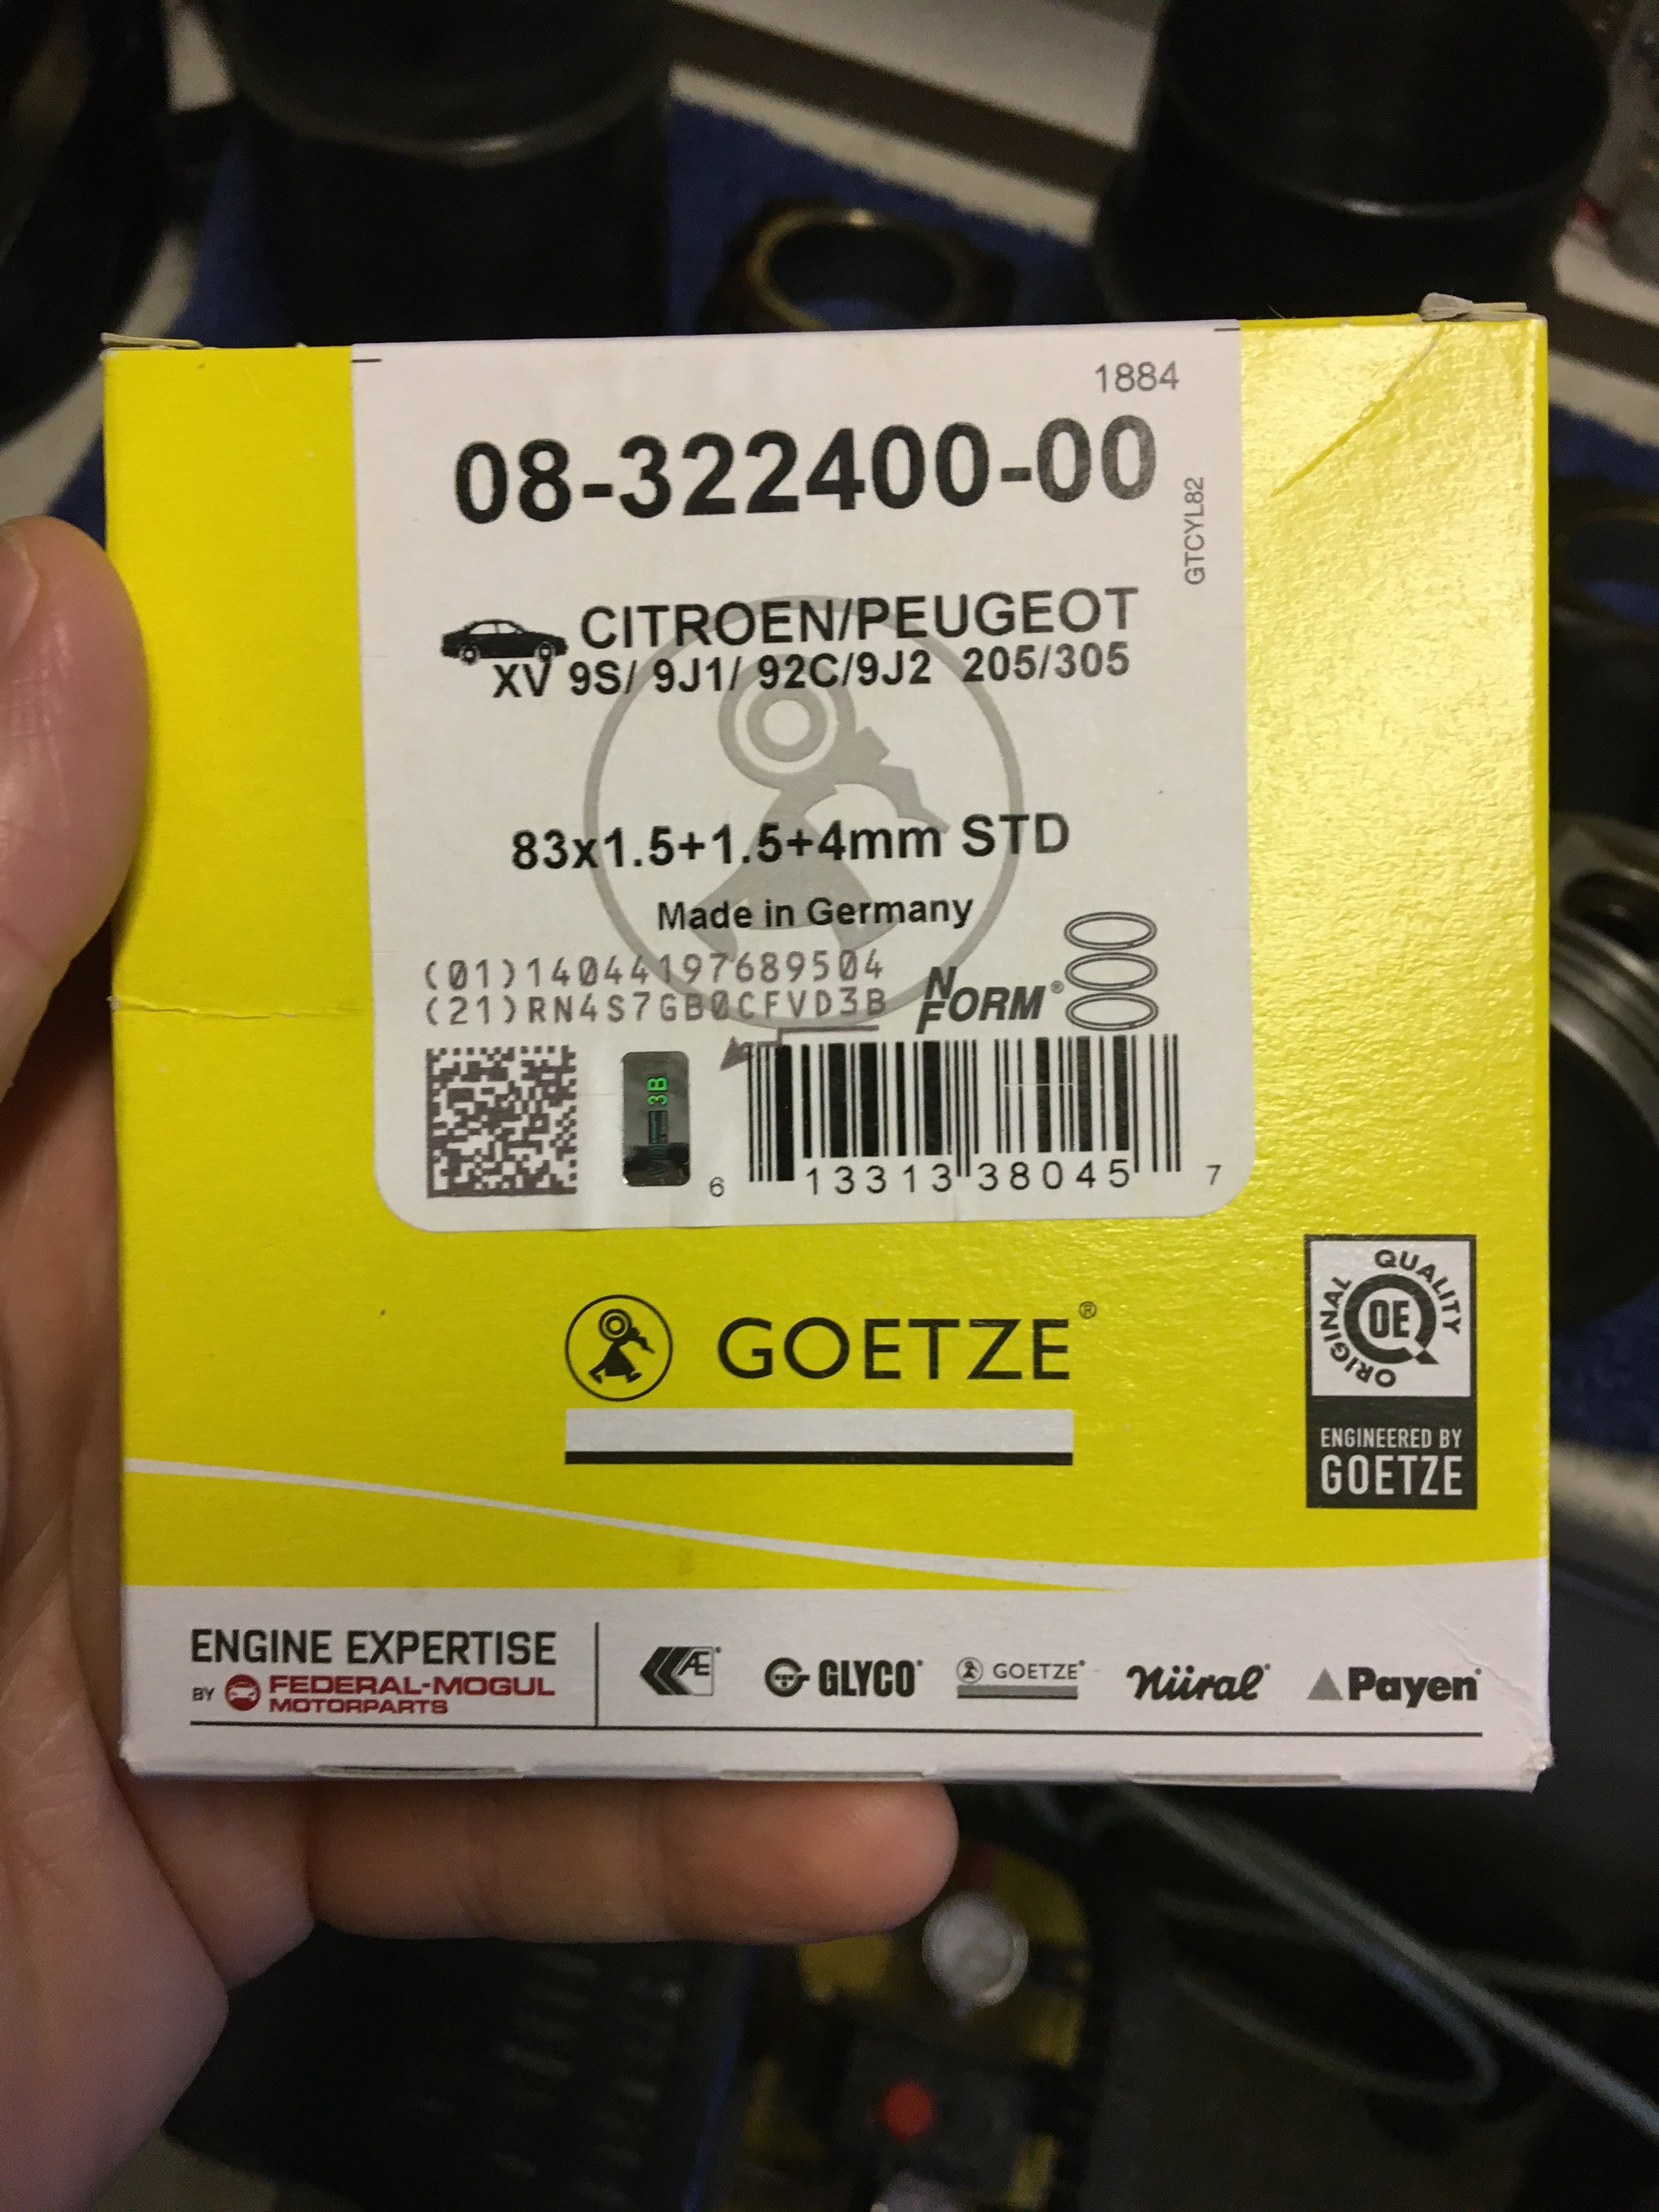 1884
08-322400-00
GTCYL82
CITROEN/PEUGEOT
XV 9S/ 9J1/ 92C/9J2 205/305
83x1.5+1.5+4mm STD
Made in Germany
(01)14044197689504
(21)RN4S7GB0CFVD3B
NFORM®
3B
6 13313 38045 7
GOETZE®
ORIGINAL QUALITY
OE
ENGINEERED BY
GOETZE
ENGINE EXPERTISE
BY FEDERAL-MOGUL
MOTORPARTS
AE®
GLYCO®
GOETZE®
Nüral®
Payen®